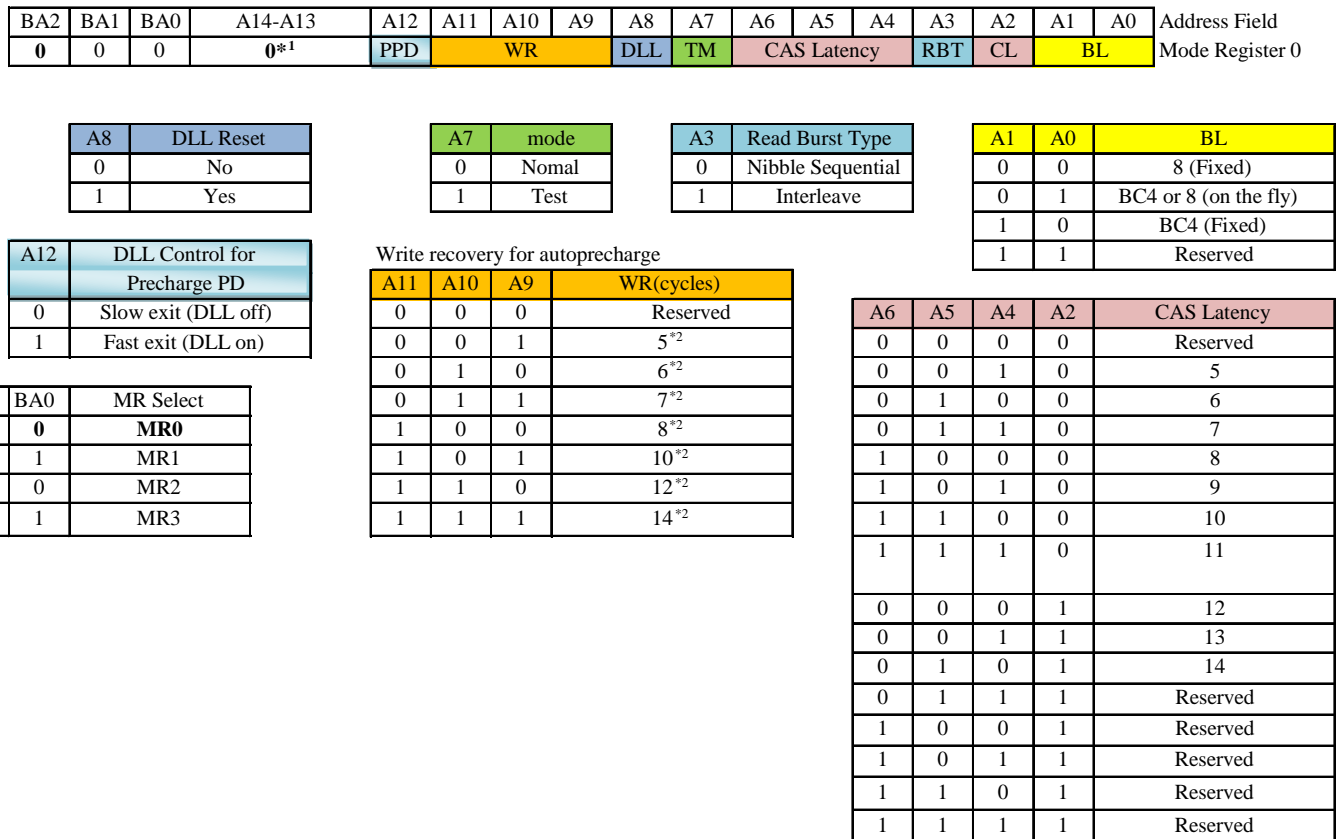 BA2 BA1 BA0 A14-A13 A12 A11 A10 A9 A8 A7 A6 A5 A4 A3 A2 A1 A0 Address Field
0 0 0 0*1 PPD WR DLL TM CAS Latency RBT CL BL Mode Register 0
A8 DLL Reset
0 No
1 Yes
A7 mode
0 Nomal
1 Test
A3 Read Burst Type
0 Nibble Sequential
1 Interleave
A1 A0 BL
0 0 8 (Fixed)
0 1 BC4 or 8 (on the fly)
1 0 BC4 (Fixed)
1 1 Reserved
A12 DLL Control for
Precharge PD
0 Slow exit (DLL off)
1 Fast exit (DLL on)
BA0 MR Select
0 MR0
1 MR1
0 MR2
1 MR3
Write recovery for autoprecharge
A11 A10 A9 WR(cycles)
0 0 0 Reserved
0 0 1 5*2
0 1 0 6*2
0 1 1 7*2
1 0 0 8*2
1 0 1 10*2
1 1 0 12*2
1 1 1 14*2
A6 A5 A4 A2 CAS Latency
0 0 0 0 Reserved
0 0 1 0 5
0 1 0 0 6
0 1 1 0 7
1 0 0 0 8
1 0 1 0 9
1 1 0 0 10
1 1 1 0 11
0 0 0 1 12
0 0 1 1 13
0 1 0 1 14
0 1 1 1 Reserved
1 0 0 1 Reserved
1 0 1 1 Reserved
1 1 0 1 Reserved
1 1 1 1 Reserved